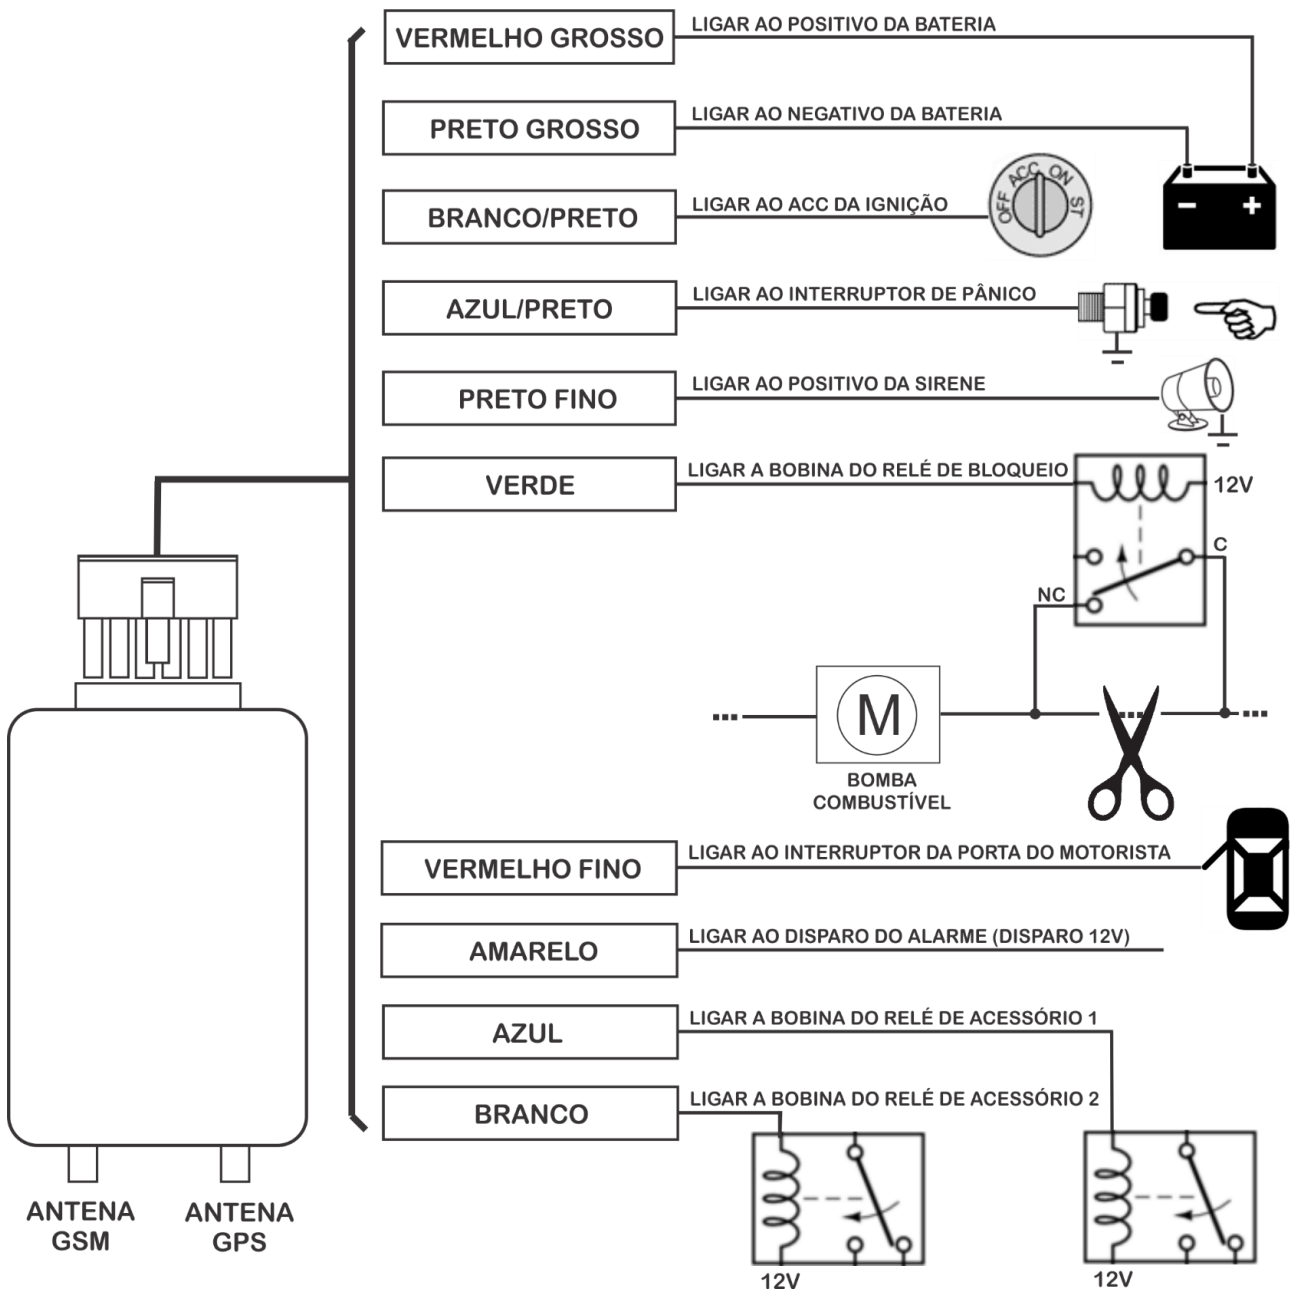 VERMELHO GROSSO
LIGAR AO POSITIVO DA BATERIA
PRETO GROSSO
LIGAR AO NEGATIVO DA BATERIA
BRANCO/PRETO
LIGAR AO ACC DA IGNIÇÃO
OFF ACC ON ST
- +
AZUL/PRETO
LIGAR AO INTERRUPTOR DE PÂNICO
PRETO FINO
LIGAR AO POSITIVO DA SIRENE
VERDE
LIGAR A BOBINA DO RELÉ DE BLOQUEIO
12V
C
NC
M
BOMBA
COMBUSTÍVEL
VERMELHO FINO
LIGAR AO INTERRUPTOR DA PORTA DO MOTORISTA
AMARELO
LIGAR AO DISPARO DO ALARME (DISPARO 12V)
AZUL
LIGAR A BOBINA DO RELÉ DE ACESSÓRIO 1
BRANCO
LIGAR A BOBINA DO RELÉ DE ACESSÓRIO 2
12V
12V
ANTENA
GSM
ANTENA
GPS